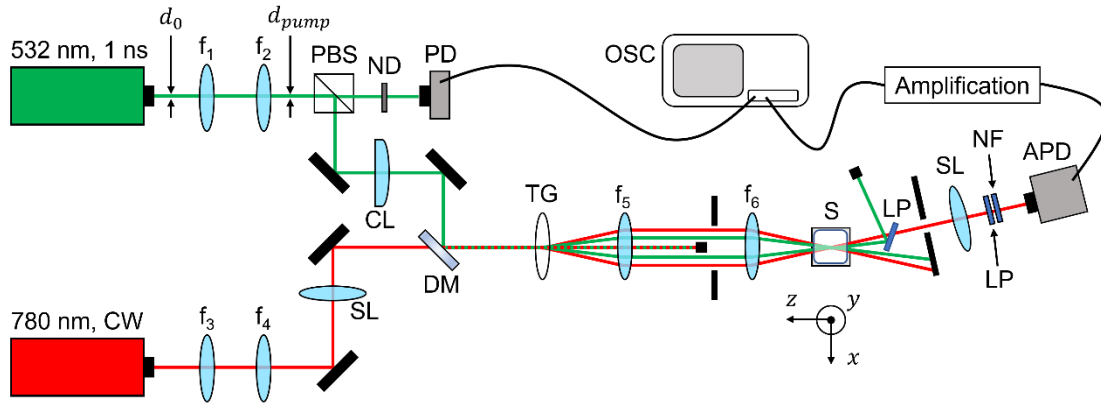 d₀
d_pump
532 nm, 1 ns
f₁
f₂
PBS
ND
PD
OSC
Amplification
CL
NF
APD
SL
TG
f₅
f₆
S
LP
LP
DM
SL
780 nm, CW
f₃
f₄
z
y
x